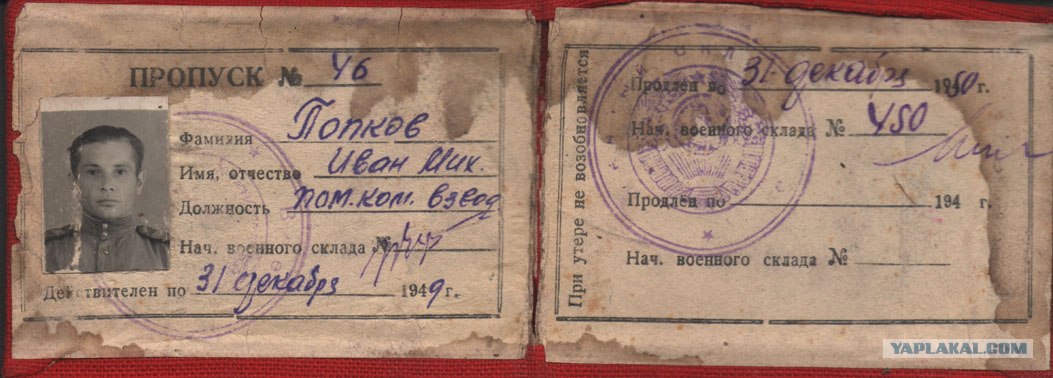 ПРОПУСК № 46
Фамилия Попков
Имя, отчество Иван Мих.
Должность пом. ком. взвод
Нач. военного склада №
Действителен по 31 декабря 1949 г.
При утере не возобновляется
Продлен по 31 декабря 1950 г.
Нач. военного склада № 450
Продлен по 194 г.
Нач. военного склада №
YAPLAKAL.COM